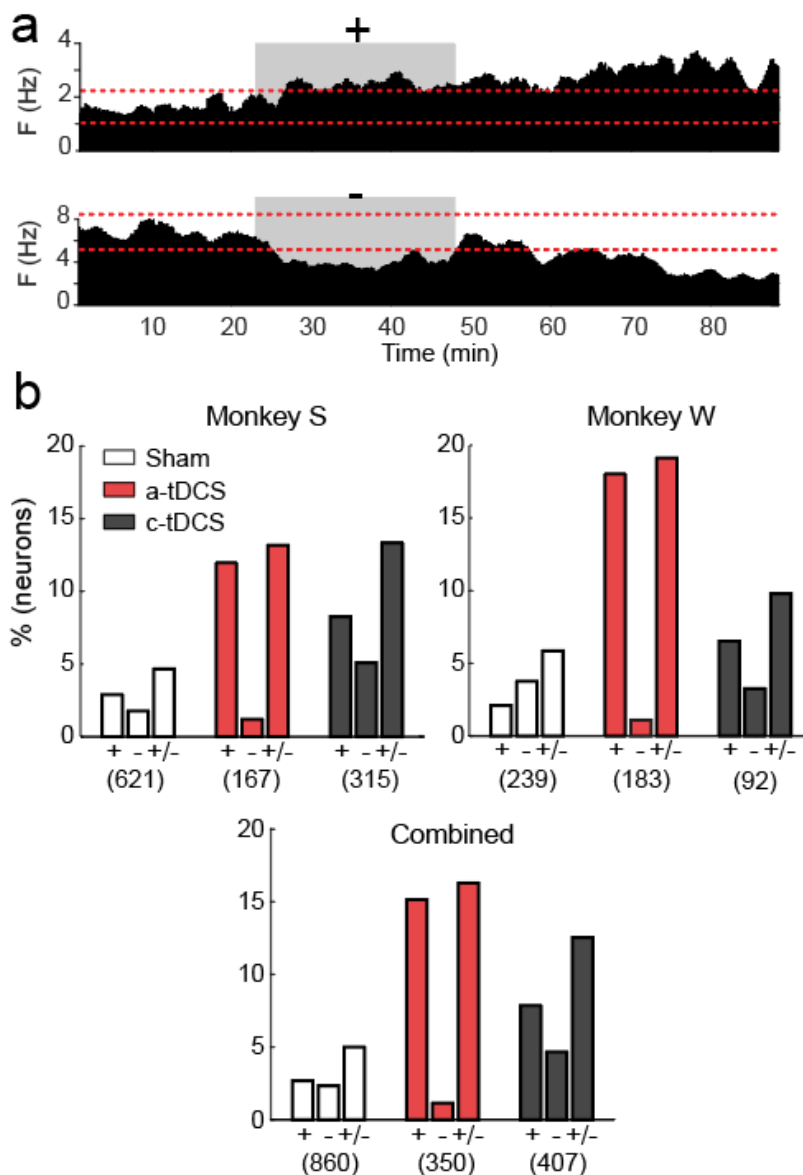 a
+
4
2
0
F (Hz)
-
8
4
0
F (Hz)
10 20 30 40 50 60 70 80
Time (min)
b
Monkey S
20
15
10
5
0
% (neurons)
Sham
a-tDCS
c-tDCS
+ - +/- + - +/- + - +/-
(621) (167) (315)
Monkey W
20
15
10
5
0
+ - +/- + - +/- + - +/-
(239) (183) (92)
Combined
20
15
10
5
0
+ - +/- + - +/- + - +/-
(860) (350) (407)